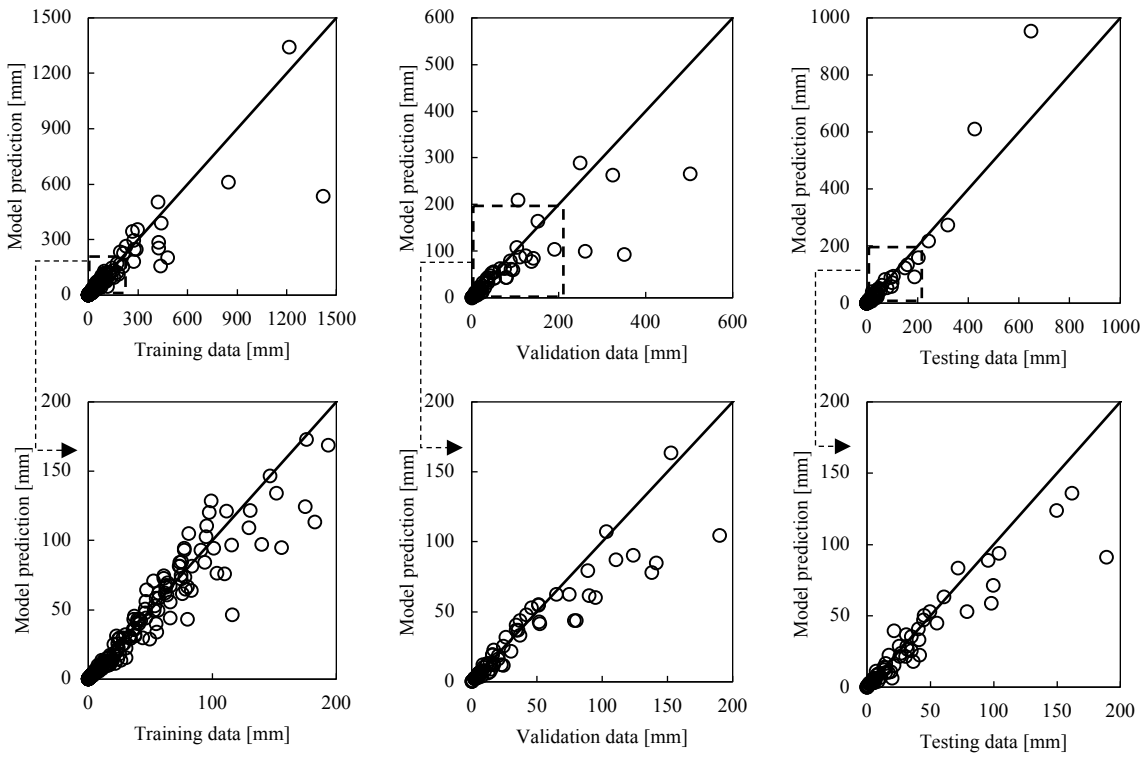 Model prediction [mm]
1500
1200
900
600
300
0
0 300 600 900 1200 1500
Training data [mm]
Model prediction [mm]
600
500
400
300
200
100
0
0 200 400 600
Validation data [mm]
Model prediction [mm]
1000
800
600
400
200
0
0 200 400 600 800 1000
Testing data [mm]
Model prediction [mm]
200
150
100
50
0
0 100 200
Training data [mm]
Model prediction [mm]
200
150
100
50
0
0 50 100 150 200
Validation data [mm]
Model prediction [mm]
200
150
100
50
0
0 50 100 150 200
Testing data [mm]